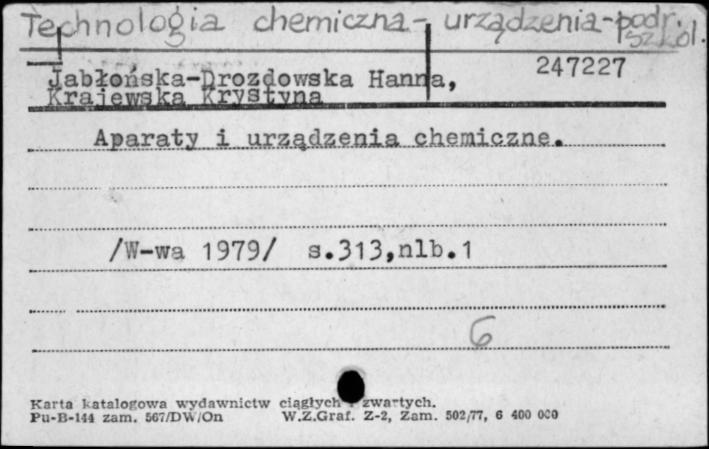 Technologia chemiczna - urządzenia - podr. szkol.
247227
Jabłońska-Drozdowska Hanna,
Krajewska Krystyna
Aparaty i urządzenia chemiczne.
/W-wa 1979/ s.313,nlb.1
6
Karta katalogowa wydawnictw ciągłych i zwartych.
Pu-B-144 zam. 567/DW/On W.Z.Graf. Z-2, Zam. 502/77, 6 400 000